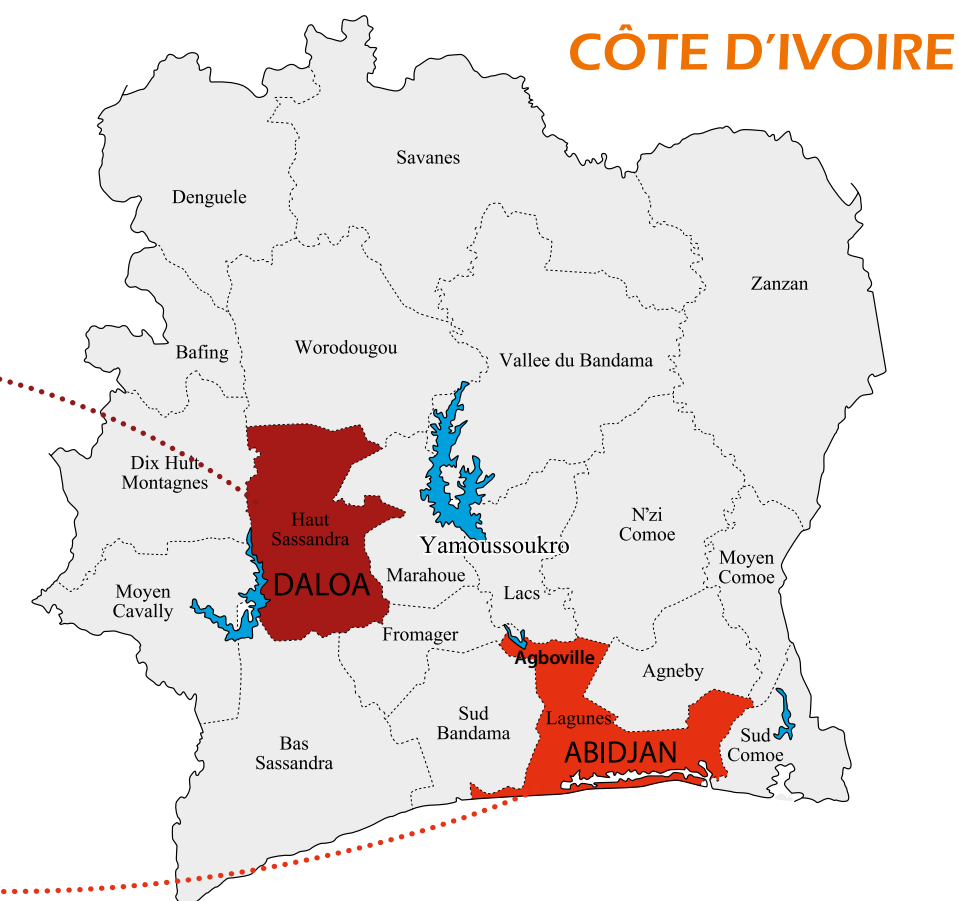 CÔTE D'IVOIRE
Savanes
Denguele
Zanzan
Worodougou
Bafing
Vallee du Bandama
Dix Huit
Montagnes
Haut
Sassandra
DALOA
N'zi
Comoe
Yamoussoukro
Moyen
Comoe
Marahoue
Lacs
Moyen
Cavally
Fromager
Agboville
Agneby
Lagunes
Sud
Bandama
ABIDJAN
Sud
Comoe
Bas
Sassandra